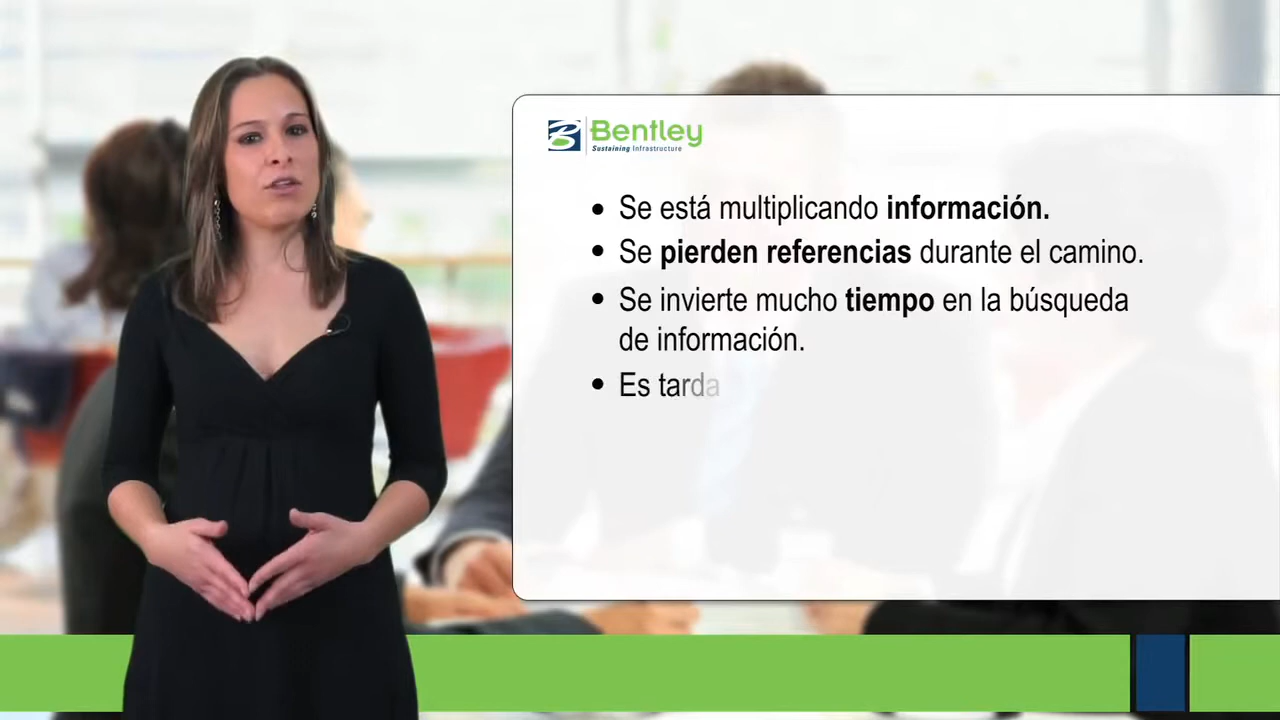 Bentley
Sustaining Infrastructure
• Se está multiplicando información.
• Se pierden referencias durante el camino.
• Se invierte mucho tiempo en la búsqueda
de información.
• Es tarda